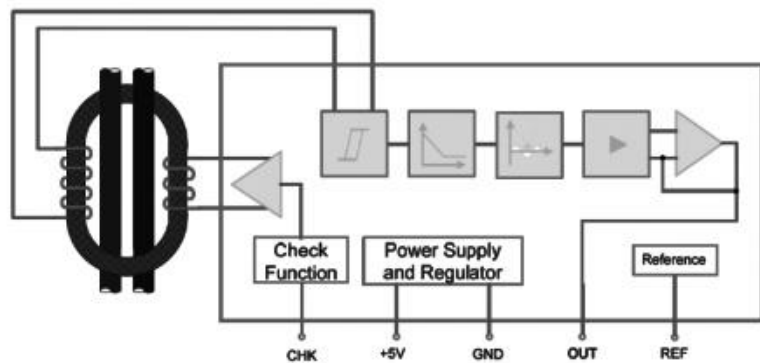 Check
Function
Power Supply
and Regulator
Reference
CHK
+5V
GND
OUT
REF